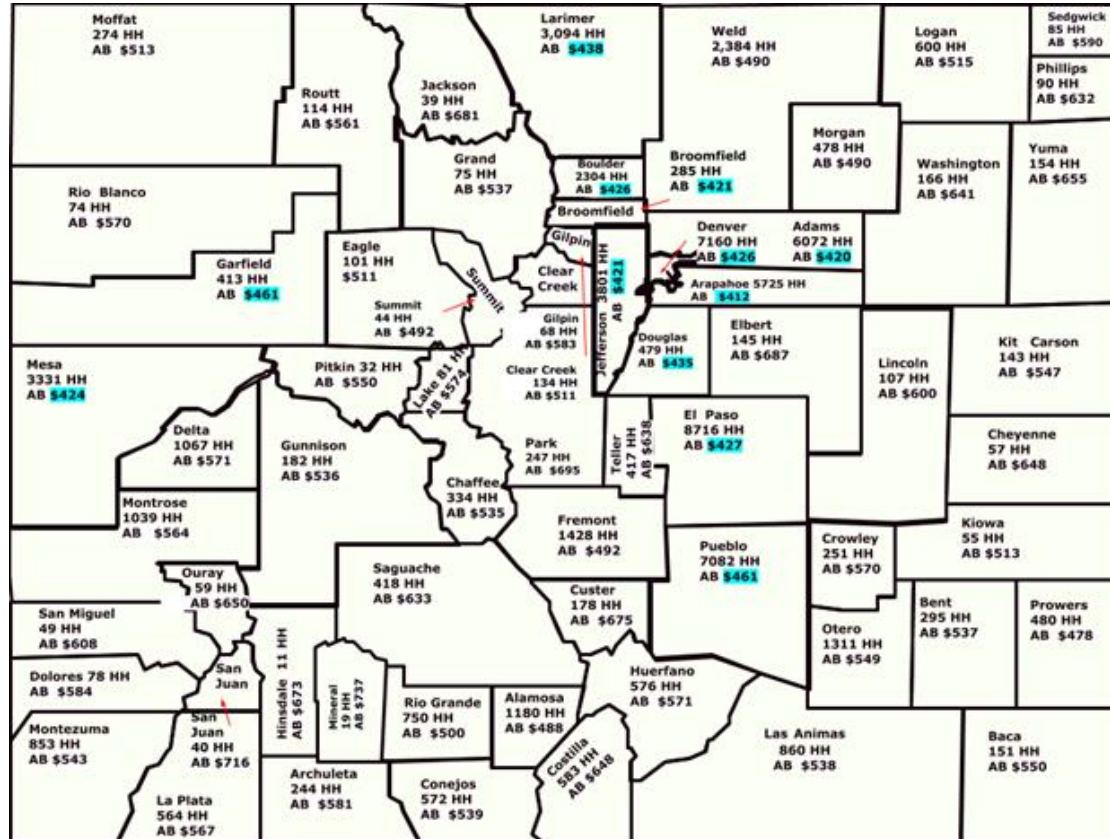 Moffat
274 HH
AB $513
Routt
114 HH
AB $561
Jackson
39 HH
AB $681
Larimer
3,094 HH
AB $438
Weld
2,384 HH
AB $490
Logan
600 HH
AB $515
Sedgwick
85 HH
AB $590
Phillips
90 HH
AB $632
Grand
75 HH
AB $537
Boulder
2304 HH
AB $426
Broomfield
285 HH
AB $421
Morgan
478 HH
AB $490
Washington
166 HH
AB $641
Yuma
154 HH
AB $655
Rio Blanco
74 HH
AB $570
Broomfield
Gilpin
Denver
7160 HH
AB $426
Adams
6072 HH
AB $420
Garfield
413 HH
AB $461
Eagle
101 HH
$511
Summit
Summit
44 HH
AB $492
Clear
Creek
Gilpin
68 HH
AB $583
Jefferson 3801 HH
AB $421
Arapahoe 5725 HH
AB $412
Mesa
3331 HH
AB $424
Pitkin 32 HH
AB $550
Lake 81 HH
AB $574
Clear Creek
134 HH
AB $511
Douglas
479 HH
AB $435
Elbert
145 HH
AB $687
Lincoln
107 HH
AB $600
Kit Carson
143 HH
AB $547
Delta
1067 HH
AB $571
Gunnison
182 HH
AB $536
Chaffee
334 HH
AB $535
Park
247 HH
AB $695
Teller
417 HH
AB $638
El Paso
8716 HH
AB $427
Cheyenne
57 HH
AB $648
Montrose
1039 HH
AB $564
Fremont
1428 HH
AB $492
Pueblo
7082 HH
AB $461
Crowley
251 HH
AB $570
Kiowa
55 HH
AB $513
Ouray
59 HH
AB $650
Saguache
418 HH
AB $633
Custer
178 HH
AB $675
Otero
1311 HH
AB $549
Bent
295 HH
AB $537
Prowers
480 HH
AB $478
San Miguel
49 HH
AB $608
Dolores 78 HH
AB $584
San
Juan
Hinsdale 11 HH
AB $673
Mineral
19 HH
AB $737
Rio Grande
750 HH
AB $500
Alamosa
1180 HH
AB $488
Huerfano
576 HH
AB $571
Montezuma
853 HH
AB $543
San
Juan
40 HH
AB $716
Costilla
583 HH
AB $648
Las Animas
860 HH
AB $538
Baca
151 HH
AB $550
La Plata
564 HH
AB $567
Archuleta
244 HH
AB $581
Conejos
572 HH
AB $539